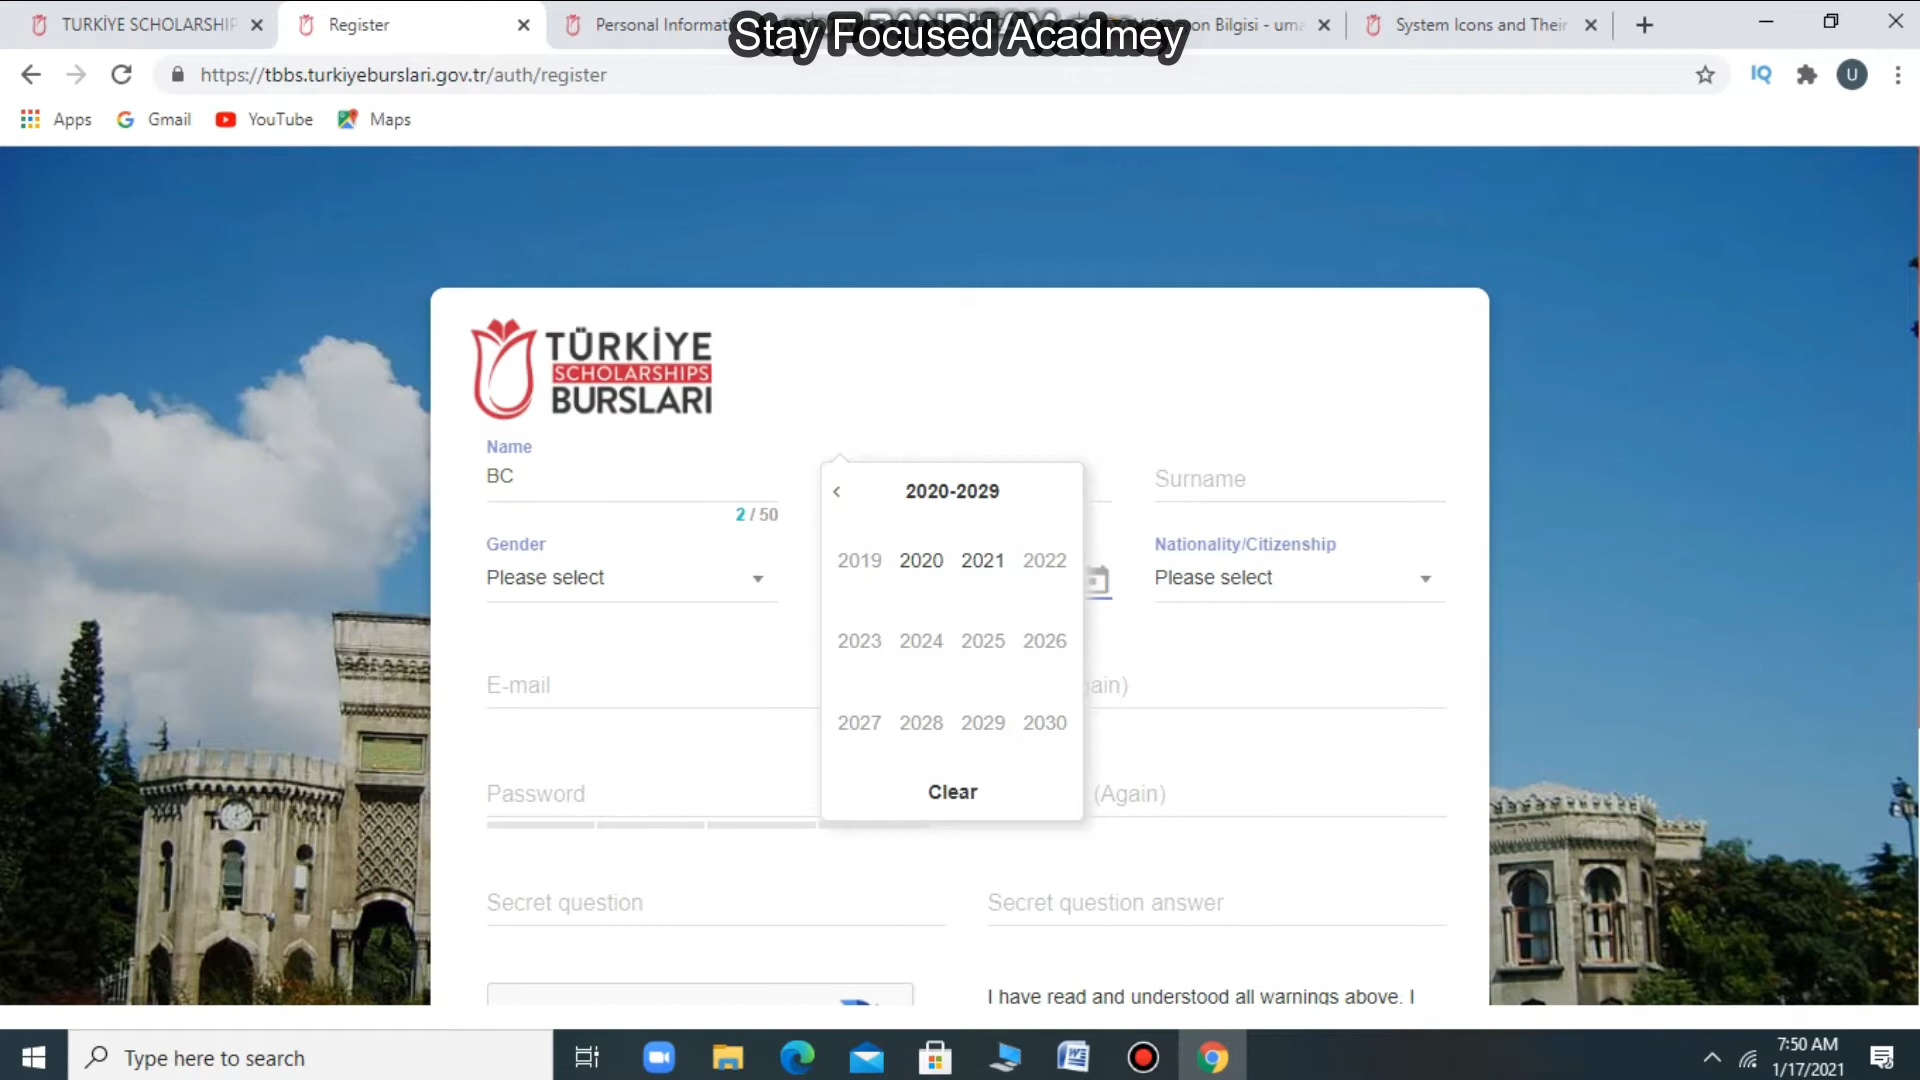 TURKİYE SCHOLARSHIP
Register
Personal Informati
on Bilgisi - uma
System Icons and Their
Stay Focused Acadmey
https://tbbs.turkiyeburslari.gov.tr/auth/register
IQ
U
Apps
Gmail
YouTube
Maps
TÜRKİYE
SCHOLARSHIPS
BURSLARI
Name
BC
2 / 50
Surname
Gender
Please select
Nationality/Citizenship
Please select
2020-2029
2019 2020 2021 2022
2023 2024 2025 2026
2027 2028 2029 2030
Clear
E-mail
ain)
Password
(Again)
Secret question
Secret question answer
I have read and understood all warnings above. I
Type here to search
7:50 AM
1/17/2021